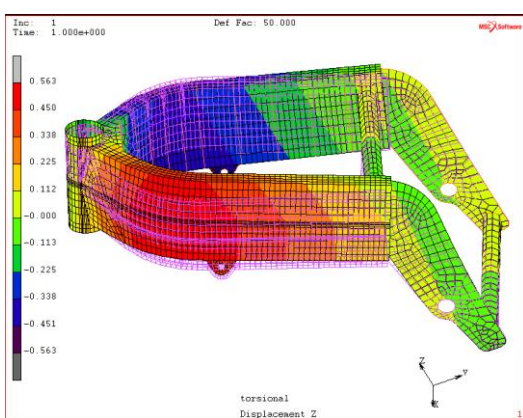 Inc: 1
Time: 1.000e+000
Def Fac: 50.000
MSC Software
0.563
0.450
0.338
0.225
0.112
-0.000
-0.113
-0.225
-0.338
-0.451
-0.563
Z
Y
X
torsional
Displacement Z
1